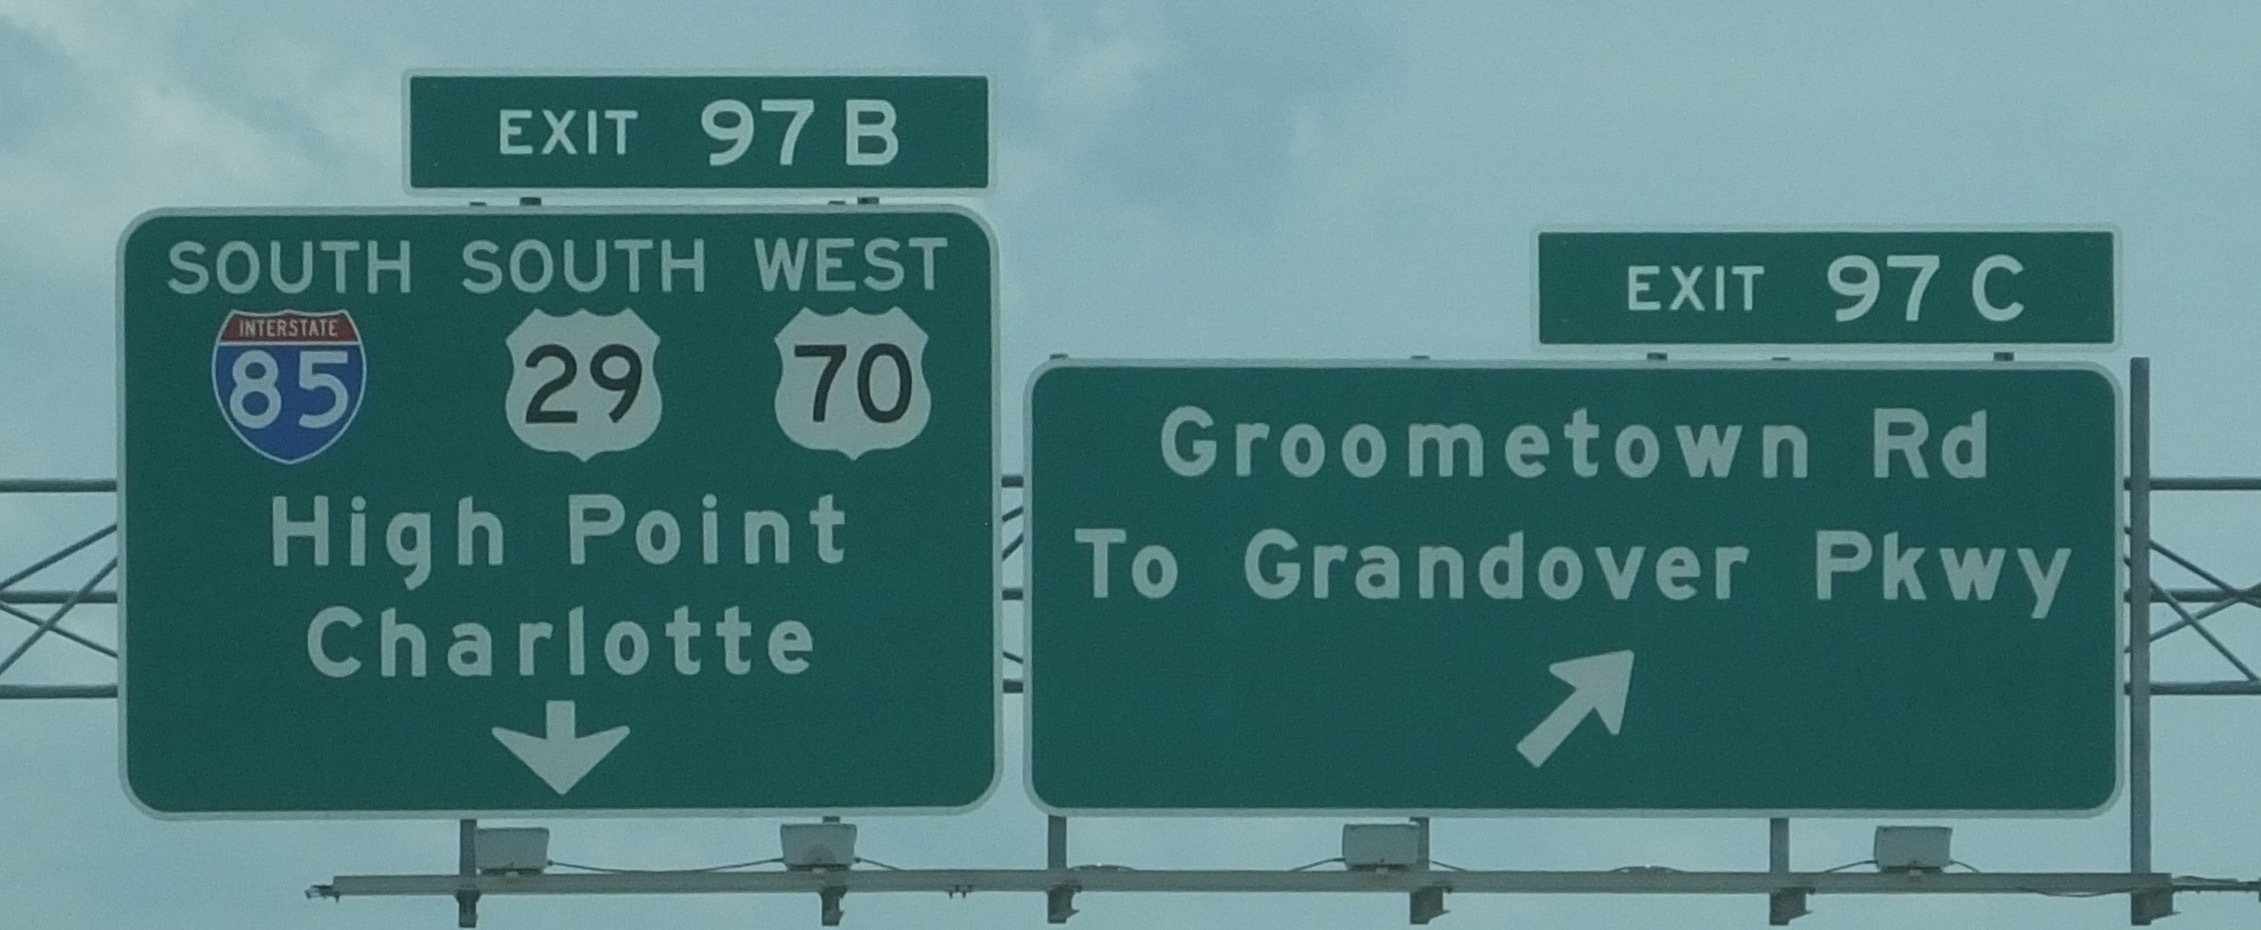 EXIT 97 B
SOUTH SOUTH WEST
INTERSTATE
85 29 70
High Point
Charlotte
EXIT 97 C
Groometown Rd
To Grandover Pkwy